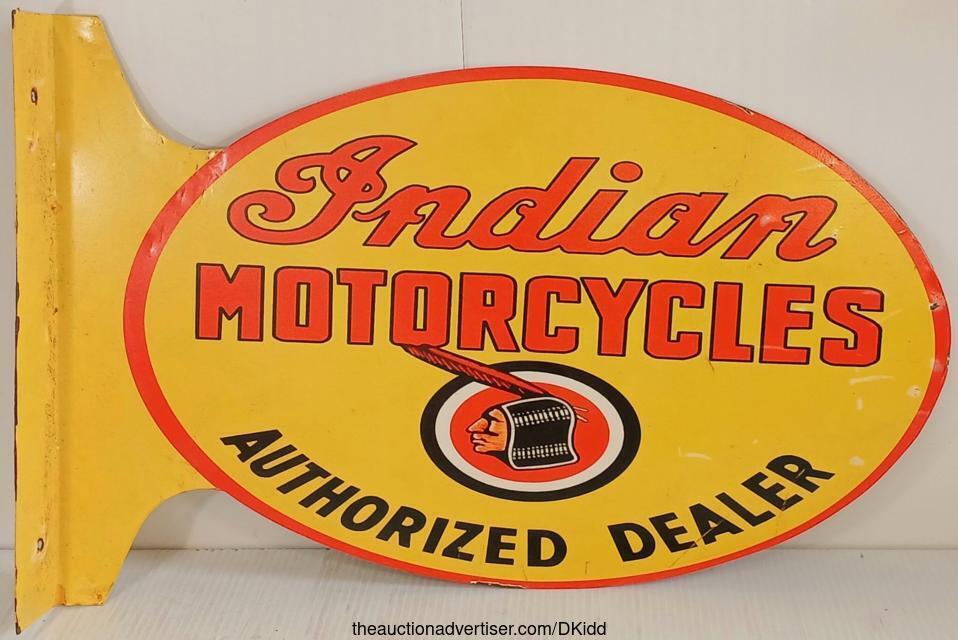 Indian
MOTORCYCLES
AUTHORIZED DEALER
theauctionadvertiser.com/DKidd